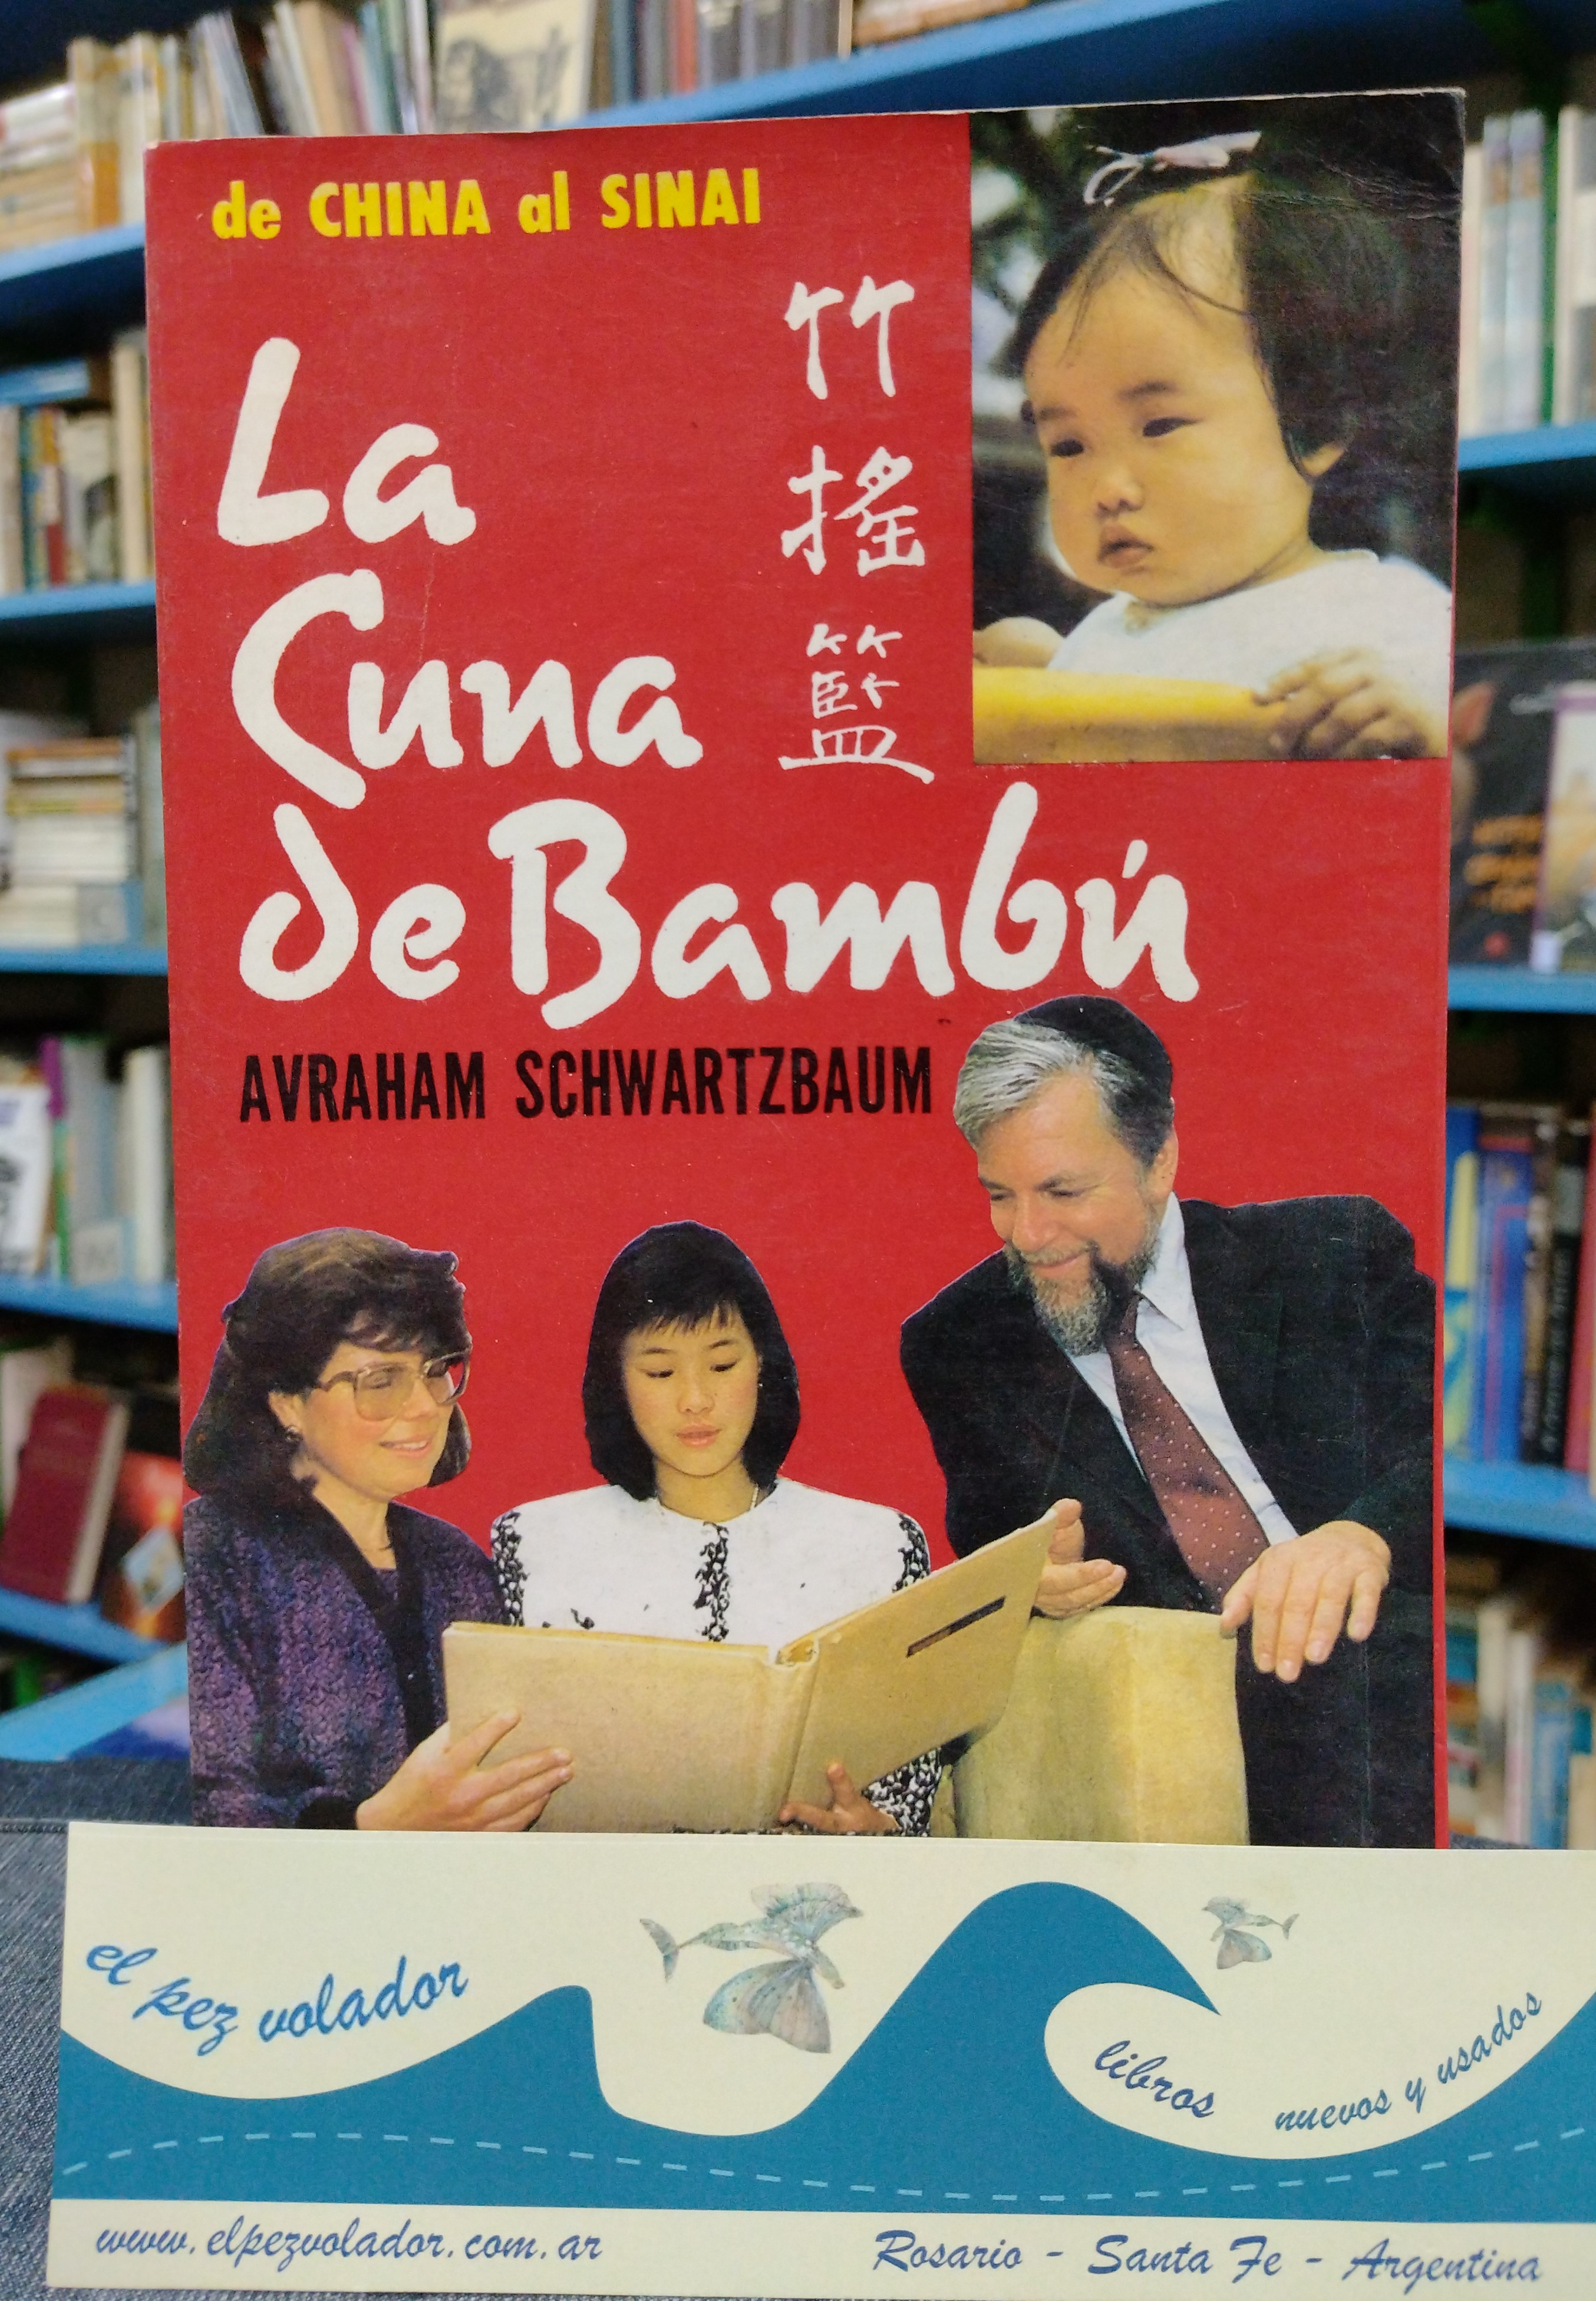 de CHINA al SINAI
竹
搖
籃
La
Cuna
de Bambú
AVRAHAM SCHWARTZBAUM
el pez volador
libros
nuevos y usados
www.elpezvolador.com.ar
Rosario - Santa Fe - Argentina